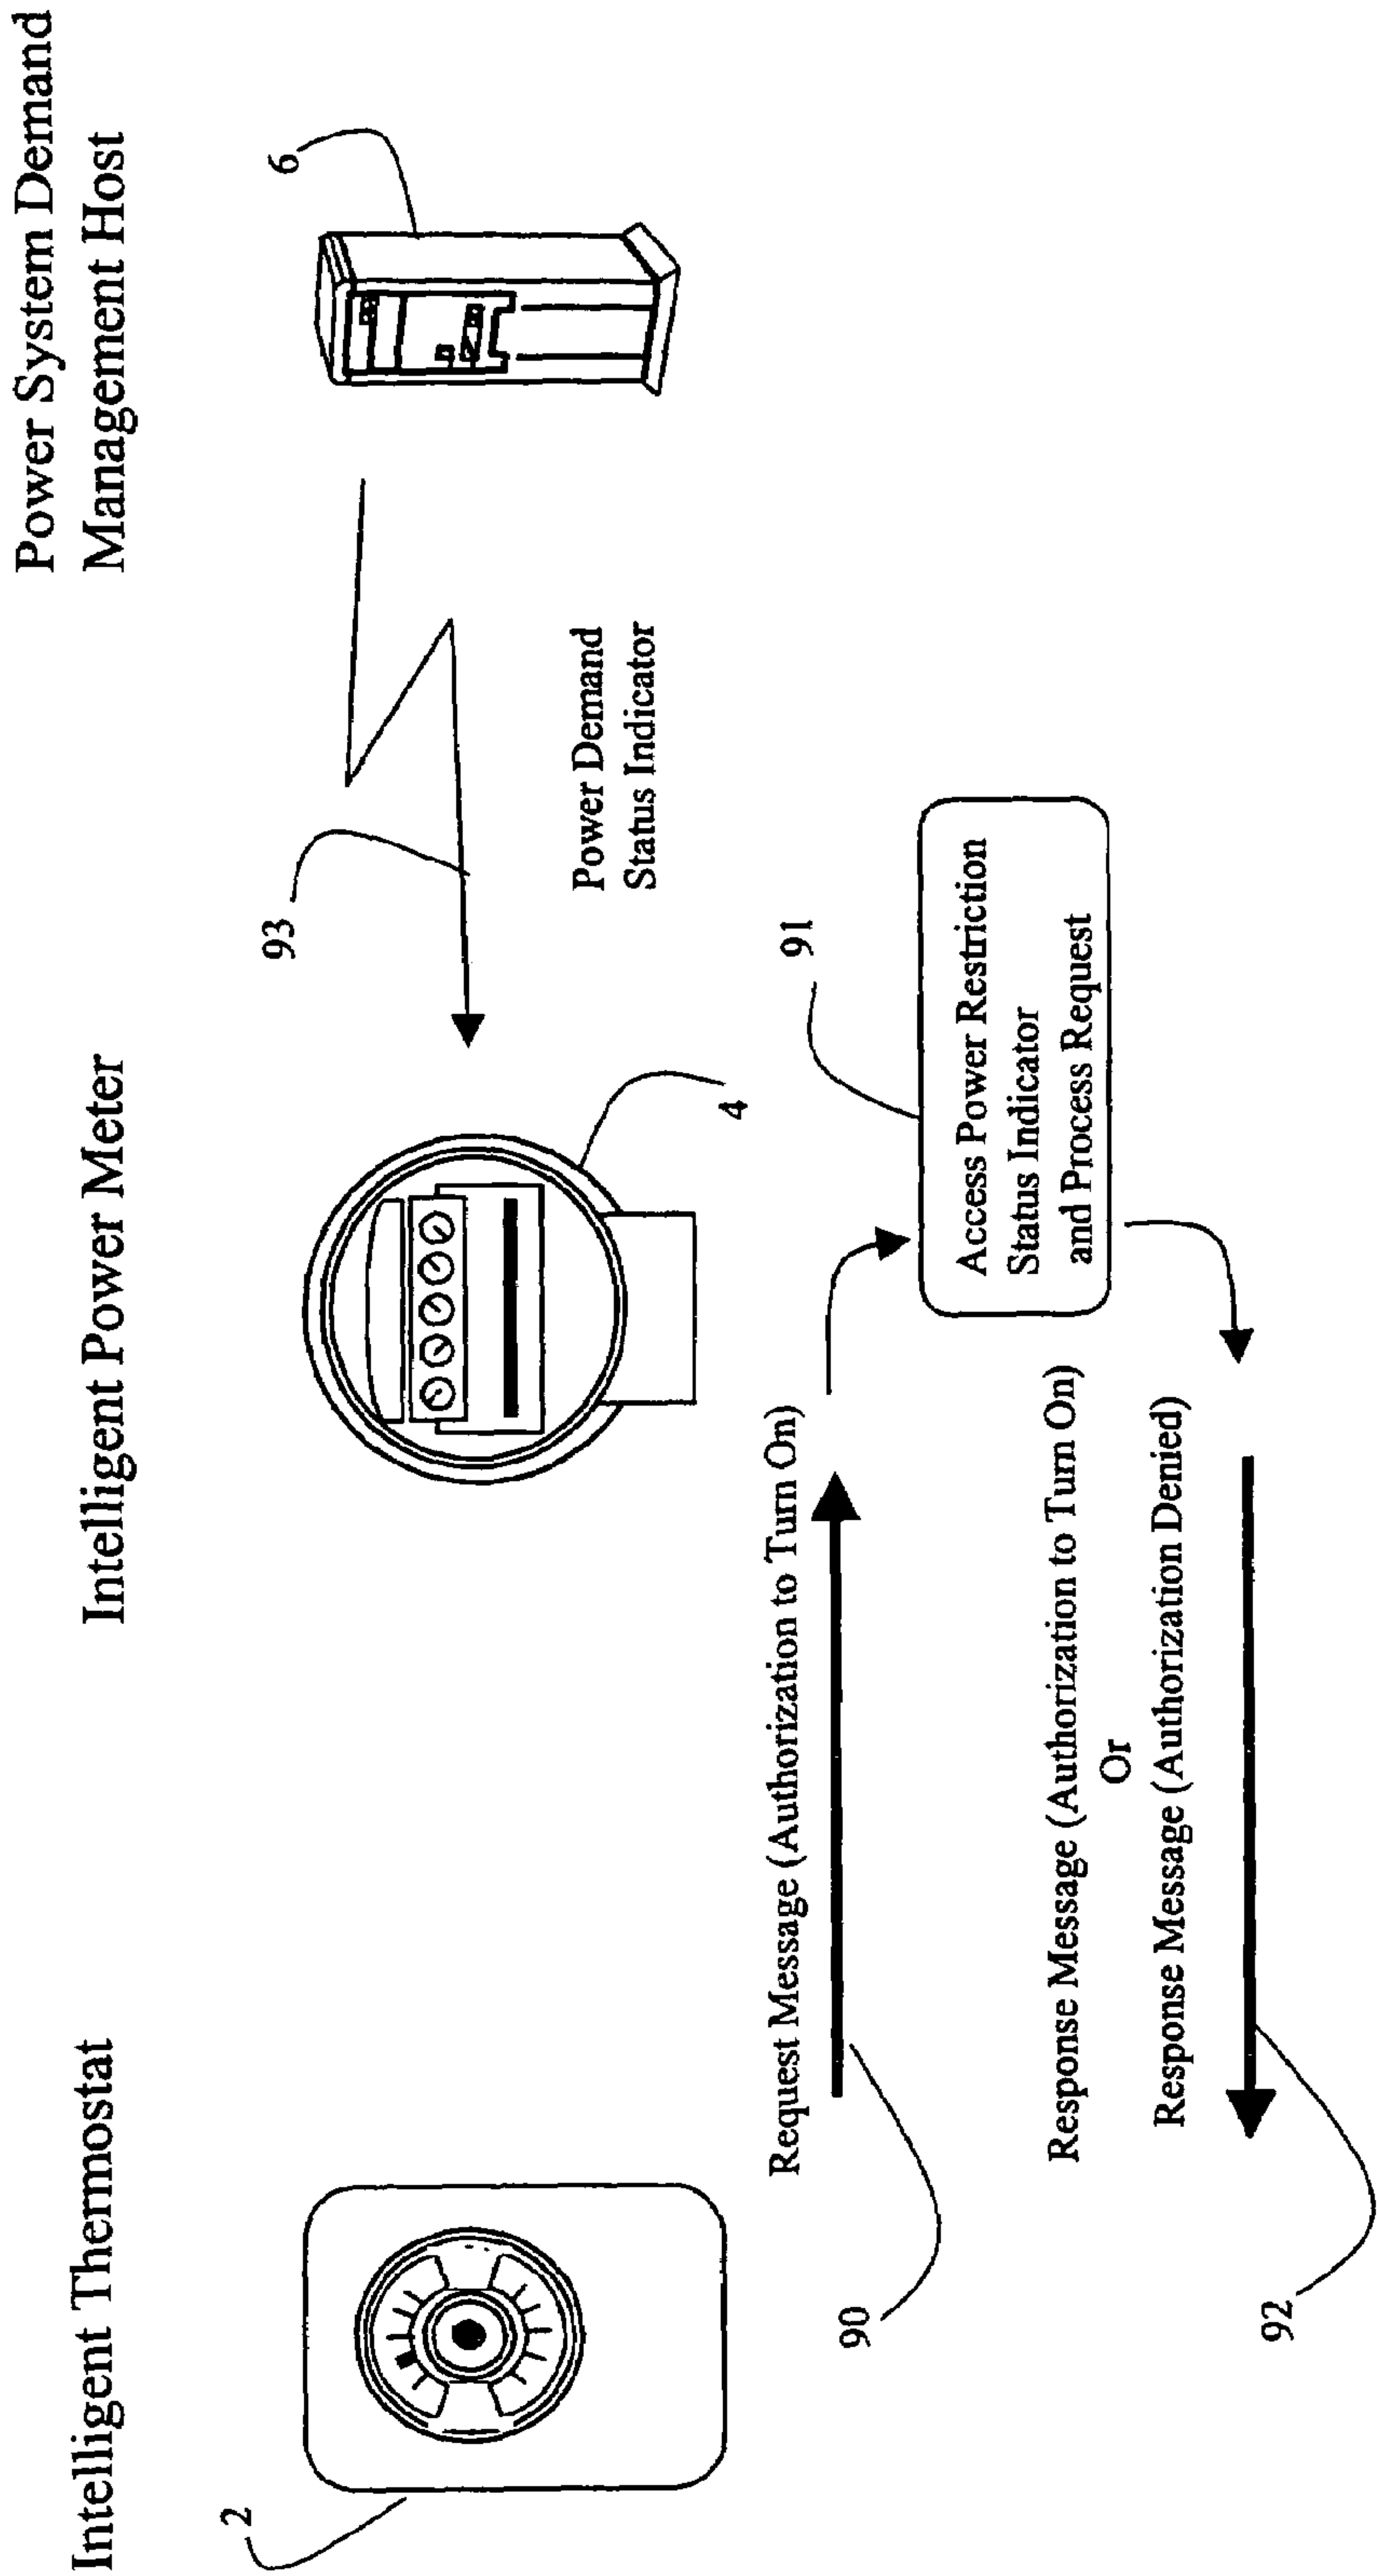 Intelligent Thermostat
Intelligent Power Meter
Power System Demand
Management Host
2
4
6
93
Power Demand
Status Indicator
Request Message (Authorization to Turn On)
90
91
Access Power Restriction
Status Indicator
and Process Request
Response Message (Authorization to Turn On)
Or
Response Message (Authorization Denied)
92